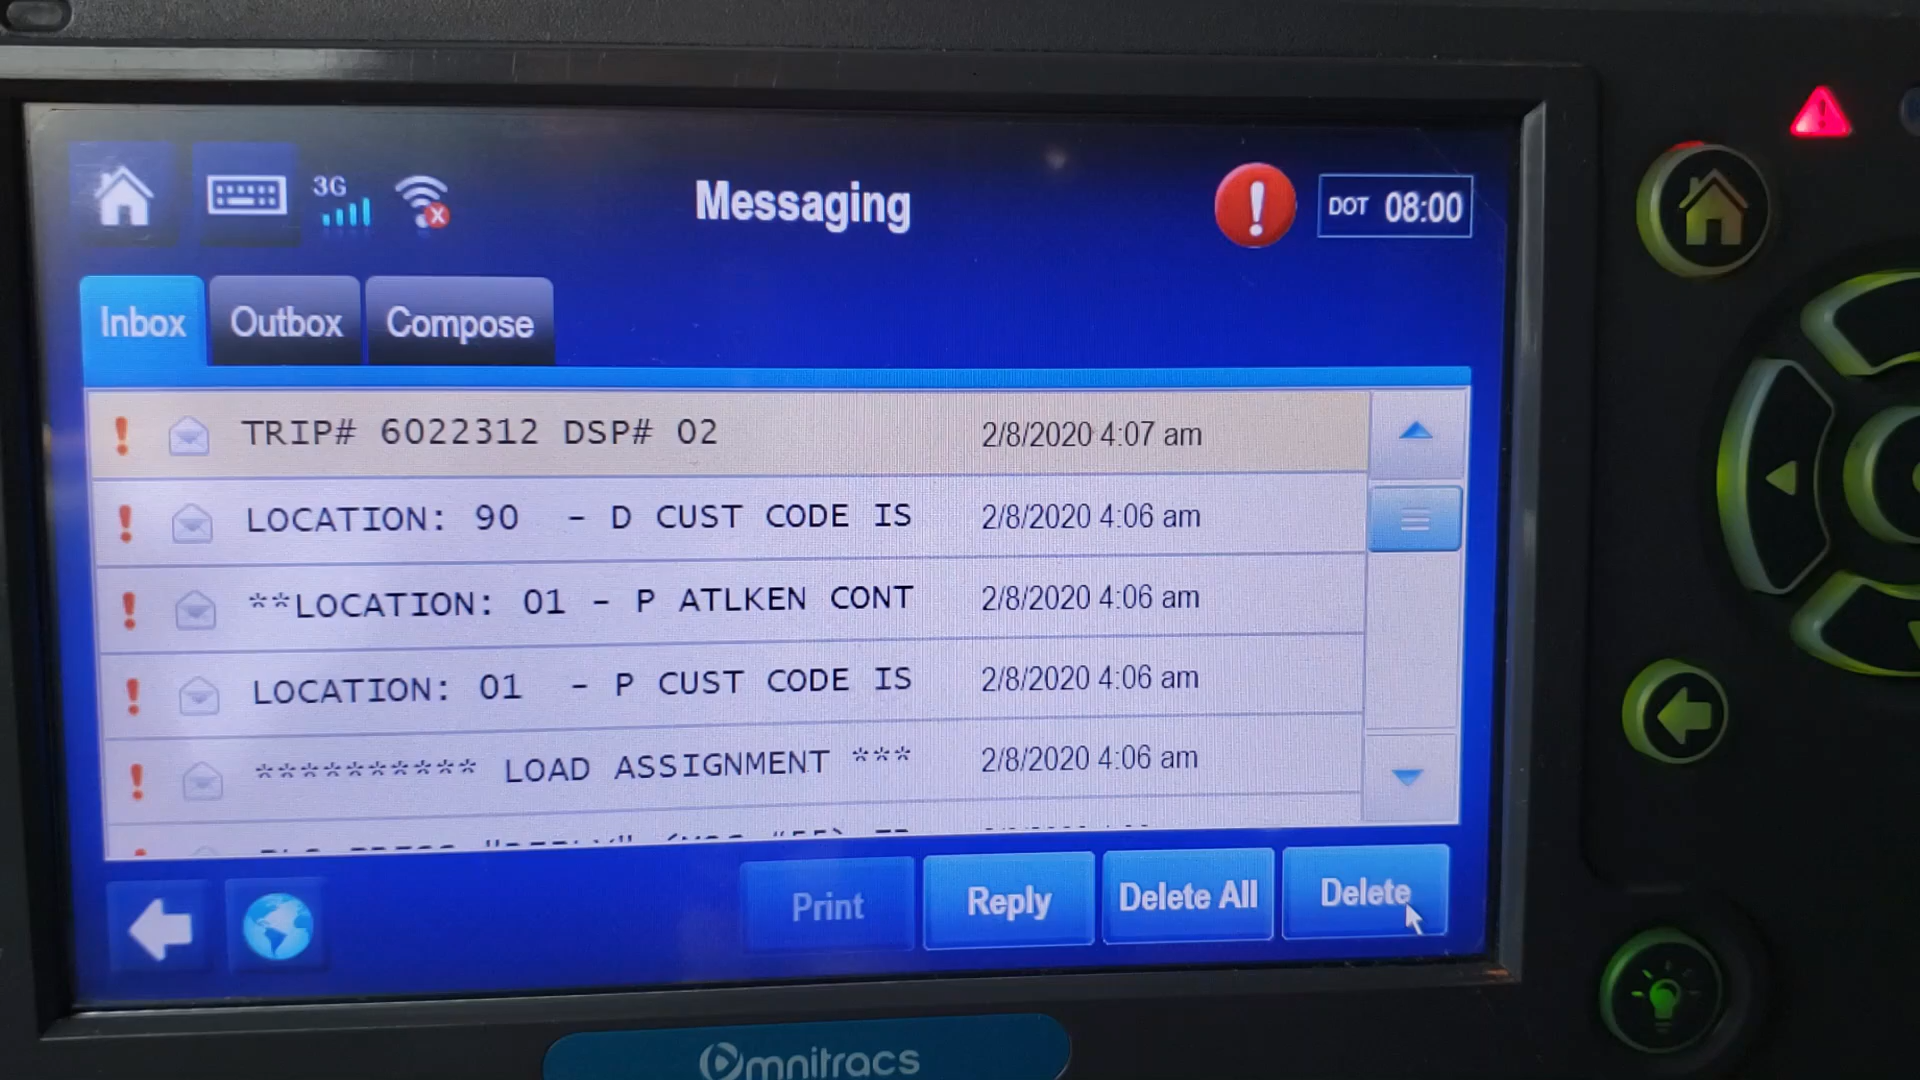 3G
Messaging
DOT 08:00
Inbox Outbox Compose
TRIP# 6022312 DSP# 02 2/8/2020 4:07 am
LOCATION: 90 - D CUST CODE IS 2/8/2020 4:06 am
**LOCATION: 01 - P ATLKEN CONT 2/8/2020 4:06 am
LOCATION: 01 - P CUST CODE IS 2/8/2020 4:06 am
********** LOAD ASSIGNMENT *** 2/8/2020 4:06 am
Print Reply Delete All Delete
Omnitracs